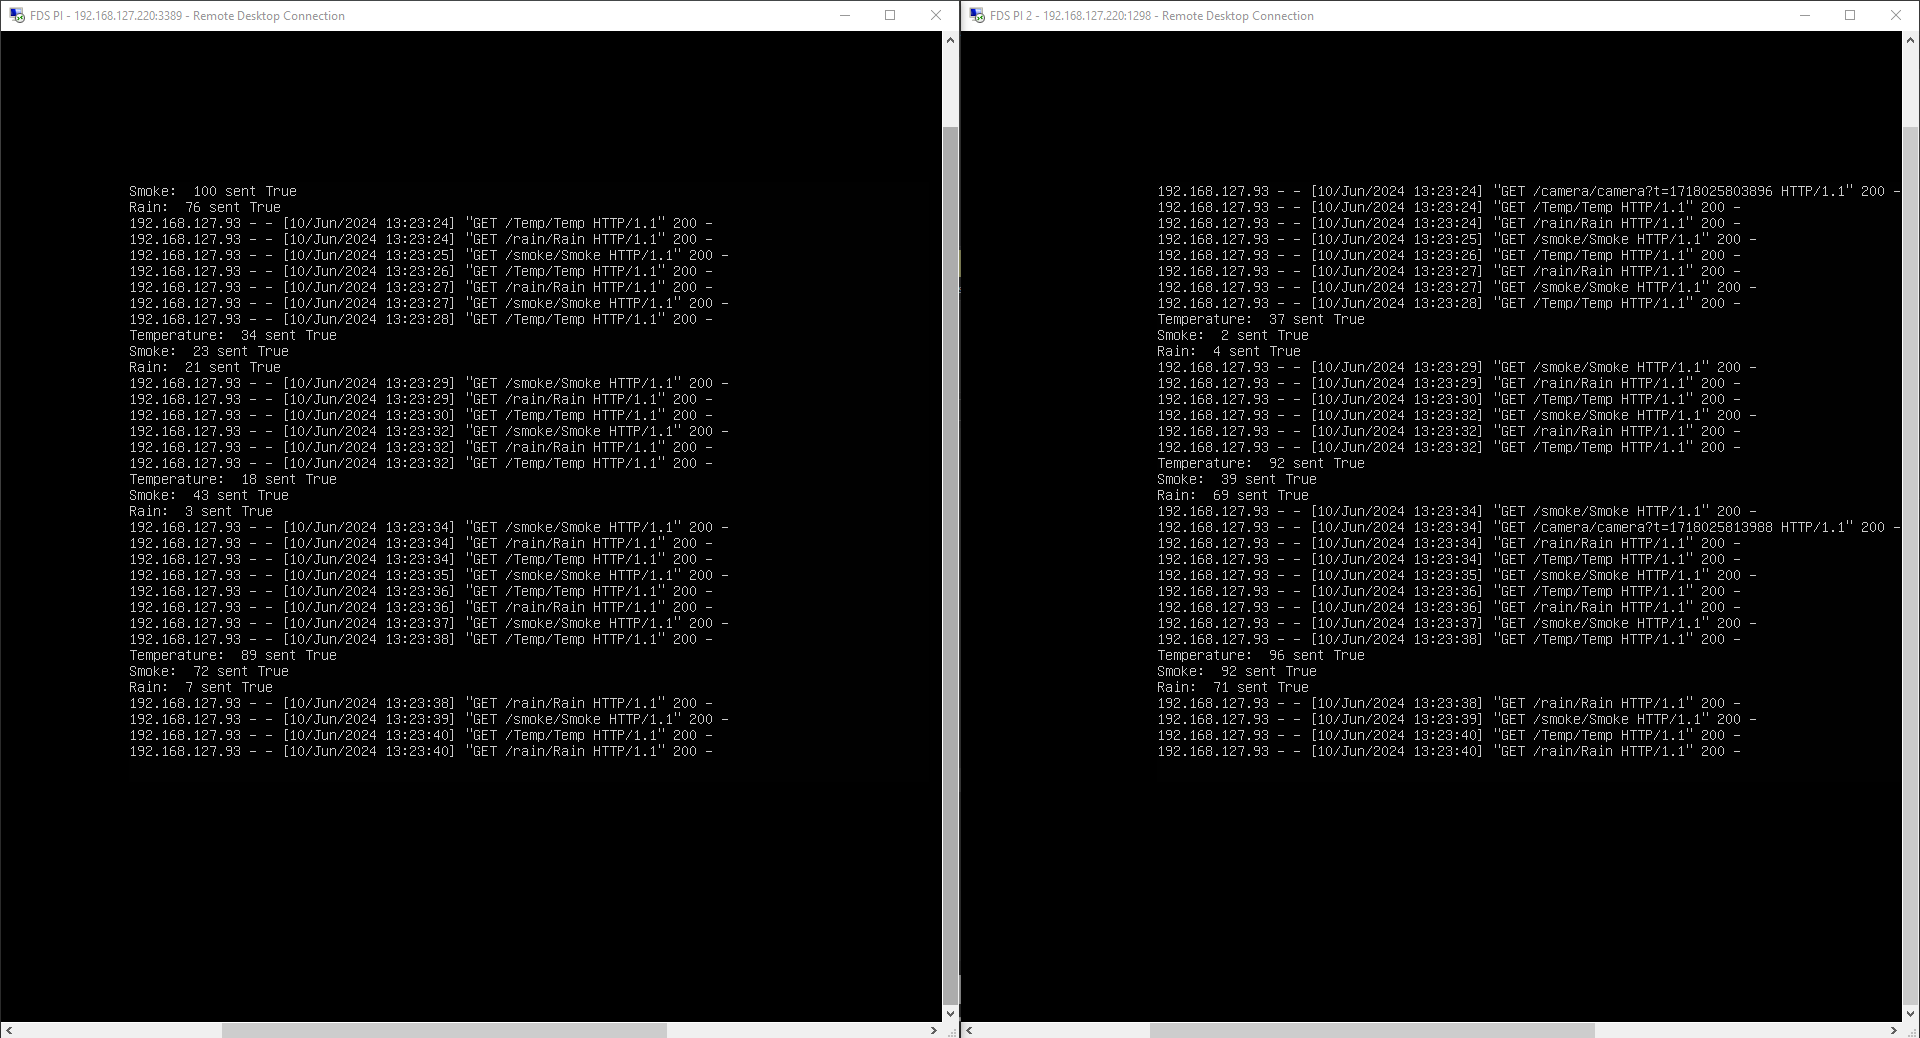 FDS PI - 192.168.127.220:3389 - Remote Desktop Connection
Smoke:  100 sent True
Rain:  76 sent True
192.168.127.93 - - [10/Jun/2024 13:23:24] "GET /Temp/Temp HTTP/1.1" 200 -
192.168.127.93 - - [10/Jun/2024 13:23:24] "GET /rain/Rain HTTP/1.1" 200 -
192.168.127.93 - - [10/Jun/2024 13:23:25] "GET /smoke/Smoke HTTP/1.1" 200 -
192.168.127.93 - - [10/Jun/2024 13:23:26] "GET /Temp/Temp HTTP/1.1" 200 -
192.168.127.93 - - [10/Jun/2024 13:23:27] "GET /rain/Rain HTTP/1.1" 200 -
192.168.127.93 - - [10/Jun/2024 13:23:27] "GET /smoke/Smoke HTTP/1.1" 200 -
192.168.127.93 - - [10/Jun/2024 13:23:28] "GET /Temp/Temp HTTP/1.1" 200 -
Temperature:  34 sent True
Smoke:  23 sent True
Rain:  21 sent True
192.168.127.93 - - [10/Jun/2024 13:23:29] "GET /smoke/Smoke HTTP/1.1" 200 -
192.168.127.93 - - [10/Jun/2024 13:23:29] "GET /rain/Rain HTTP/1.1" 200 -
192.168.127.93 - - [10/Jun/2024 13:23:30] "GET /Temp/Temp HTTP/1.1" 200 -
192.168.127.93 - - [10/Jun/2024 13:23:32] "GET /smoke/Smoke HTTP/1.1" 200 -
192.168.127.93 - - [10/Jun/2024 13:23:32] "GET /rain/Rain HTTP/1.1" 200 -
192.168.127.93 - - [10/Jun/2024 13:23:32] "GET /Temp/Temp HTTP/1.1" 200 -
Temperature:  18 sent True
Smoke:  43 sent True
Rain:  3 sent True
192.168.127.93 - - [10/Jun/2024 13:23:34] "GET /smoke/Smoke HTTP/1.1" 200 -
192.168.127.93 - - [10/Jun/2024 13:23:34] "GET /rain/Rain HTTP/1.1" 200 -
192.168.127.93 - - [10/Jun/2024 13:23:34] "GET /Temp/Temp HTTP/1.1" 200 -
192.168.127.93 - - [10/Jun/2024 13:23:35] "GET /smoke/Smoke HTTP/1.1" 200 -
192.168.127.93 - - [10/Jun/2024 13:23:36] "GET /Temp/Temp HTTP/1.1" 200 -
192.168.127.93 - - [10/Jun/2024 13:23:36] "GET /rain/Rain HTTP/1.1" 200 -
192.168.127.93 - - [10/Jun/2024 13:23:37] "GET /smoke/Smoke HTTP/1.1" 200 -
192.168.127.93 - - [10/Jun/2024 13:23:38] "GET /Temp/Temp HTTP/1.1" 200 -
Temperature:  89 sent True
Smoke:  72 sent True
Rain:  7 sent True
192.168.127.93 - - [10/Jun/2024 13:23:38] "GET /rain/Rain HTTP/1.1" 200 -
192.168.127.93 - - [10/Jun/2024 13:23:39] "GET /smoke/Smoke HTTP/1.1" 200 -
192.168.127.93 - - [10/Jun/2024 13:23:40] "GET /Temp/Temp HTTP/1.1" 200 -
192.168.127.93 - - [10/Jun/2024 13:23:40] "GET /rain/Rain HTTP/1.1" 200 -
FDS PI 2 - 192.168.127.220:1298 - Remote Desktop Connection
192.168.127.93 - - [10/Jun/2024 13:23:24] "GET /camera/camera?t=1718025803896 HTTP/1.1" 200 -
192.168.127.93 - - [10/Jun/2024 13:23:24] "GET /Temp/Temp HTTP/1.1" 200 -
192.168.127.93 - - [10/Jun/2024 13:23:24] "GET /rain/Rain HTTP/1.1" 200 -
192.168.127.93 - - [10/Jun/2024 13:23:25] "GET /smoke/Smoke HTTP/1.1" 200 -
192.168.127.93 - - [10/Jun/2024 13:23:26] "GET /Temp/Temp HTTP/1.1" 200 -
192.168.127.93 - - [10/Jun/2024 13:23:27] "GET /rain/Rain HTTP/1.1" 200 -
192.168.127.93 - - [10/Jun/2024 13:23:27] "GET /smoke/Smoke HTTP/1.1" 200 -
192.168.127.93 - - [10/Jun/2024 13:23:28] "GET /Temp/Temp HTTP/1.1" 200 -
Temperature:  37 sent True
Smoke:  2 sent True
Rain:  4 sent True
192.168.127.93 - - [10/Jun/2024 13:23:29] "GET /smoke/Smoke HTTP/1.1" 200 -
192.168.127.93 - - [10/Jun/2024 13:23:29] "GET /rain/Rain HTTP/1.1" 200 -
192.168.127.93 - - [10/Jun/2024 13:23:30] "GET /Temp/Temp HTTP/1.1" 200 -
192.168.127.93 - - [10/Jun/2024 13:23:32] "GET /smoke/Smoke HTTP/1.1" 200 -
192.168.127.93 - - [10/Jun/2024 13:23:32] "GET /rain/Rain HTTP/1.1" 200 -
192.168.127.93 - - [10/Jun/2024 13:23:32] "GET /Temp/Temp HTTP/1.1" 200 -
Temperature:  92 sent True
Smoke:  39 sent True
Rain:  69 sent True
192.168.127.93 - - [10/Jun/2024 13:23:34] "GET /smoke/Smoke HTTP/1.1" 200 -
192.168.127.93 - - [10/Jun/2024 13:23:34] "GET /camera/camera?t=1718025813988 HTTP/1.1" 200 -
192.168.127.93 - - [10/Jun/2024 13:23:34] "GET /rain/Rain HTTP/1.1" 200 -
192.168.127.93 - - [10/Jun/2024 13:23:34] "GET /Temp/Temp HTTP/1.1" 200 -
192.168.127.93 - - [10/Jun/2024 13:23:35] "GET /smoke/Smoke HTTP/1.1" 200 -
192.168.127.93 - - [10/Jun/2024 13:23:36] "GET /Temp/Temp HTTP/1.1" 200 -
192.168.127.93 - - [10/Jun/2024 13:23:36] "GET /rain/Rain HTTP/1.1" 200 -
192.168.127.93 - - [10/Jun/2024 13:23:37] "GET /smoke/Smoke HTTP/1.1" 200 -
192.168.127.93 - - [10/Jun/2024 13:23:38] "GET /Temp/Temp HTTP/1.1" 200 -
Temperature:  96 sent True
Smoke:  92 sent True
Rain:  71 sent True
192.168.127.93 - - [10/Jun/2024 13:23:38] "GET /rain/Rain HTTP/1.1" 200 -
192.168.127.93 - - [10/Jun/2024 13:23:39] "GET /smoke/Smoke HTTP/1.1" 200 -
192.168.127.93 - - [10/Jun/2024 13:23:40] "GET /Temp/Temp HTTP/1.1" 200 -
192.168.127.93 - - [10/Jun/2024 13:23:40] "GET /rain/Rain HTTP/1.1" 200 -